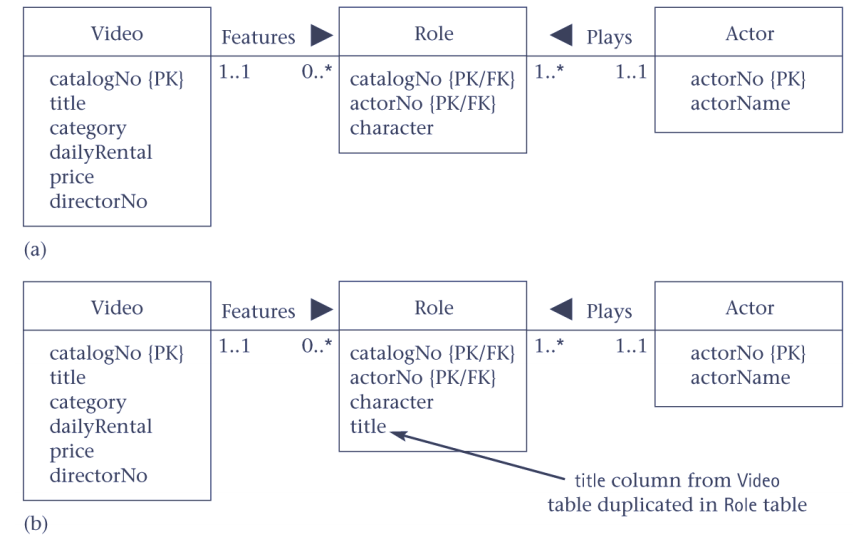 Video
Features ▶
Role
◀ Plays
Actor
1..1
0..*
1..*
1..1
catalogNo {PK}
title
category
dailyRental
price
directorNo
catalogNo {PK/FK}
actorNo {PK/FK}
character
actorNo {PK}
actorName
(a)
Video
Features ▶
Role
◀ Plays
Actor
1..1
0..*
1..*
1..1
catalogNo {PK}
title
category
dailyRental
price
directorNo
catalogNo {PK/FK}
actorNo {PK/FK}
character
title
actorNo {PK}
actorName
title column from Video
table duplicated in Role table
(b)